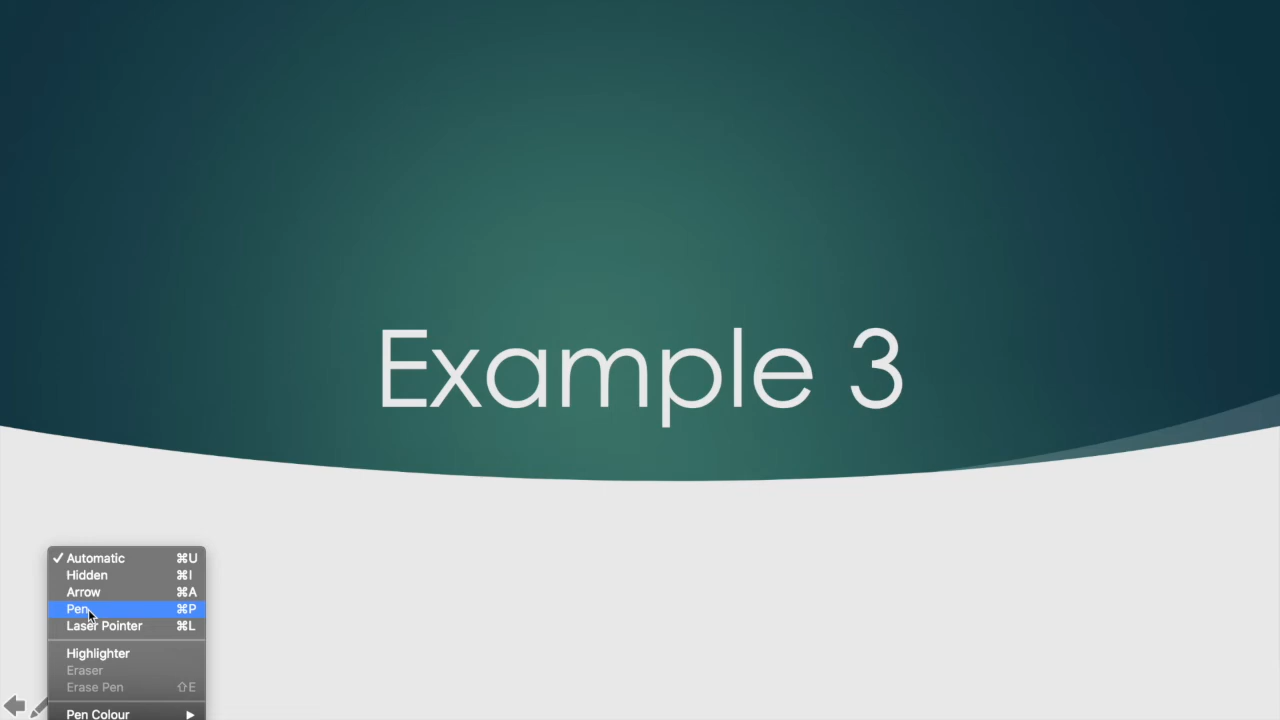 Example 3
✓ Automatic ⌘U
Hidden ⌘I
Arrow ⌘A
Pen ⌘P
Laser Pointer ⌘L
Highlighter
Eraser
Erase Pen ⇧E
Pen Colour ▶